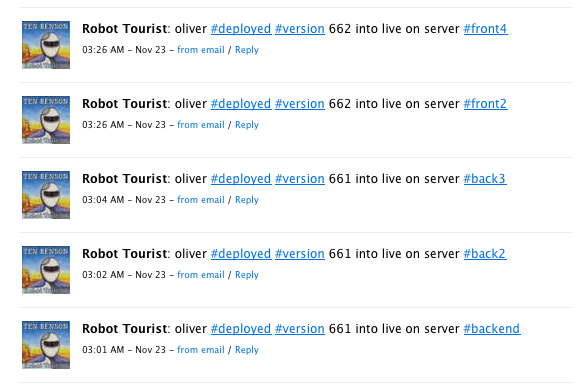 TEN BENSON
Robot Tourist: oliver #deployed #version 662 into live on server #front4
03:26 AM – Nov 23 – from email / Reply
TEN BENSON
Robot Tourist: oliver #deployed #version 662 into live on server #front2
03:26 AM – Nov 23 – from email / Reply
TEN BENSON
Robot Tourist: oliver #deployed #version 661 into live on server #back3
03:04 AM – Nov 23 – from email / Reply
TEN BENSON
Robot Tourist: oliver #deployed #version 661 into live on server #back2
03:02 AM – Nov 23 – from email / Reply
TEN BENSON
Robot Tourist: oliver #deployed #version 661 into live on server #backend
03:01 AM – Nov 23 – from email / Reply